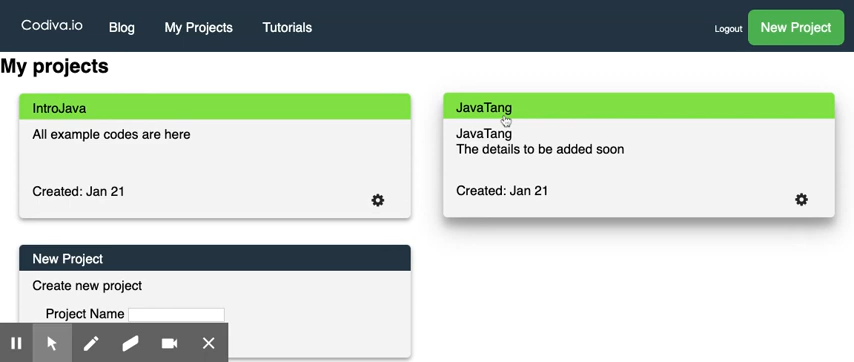 Codiva.io Blog My Projects Tutorials Logout New Project
My projects
IntroJava
All example codes are here
Created: Jan 21
JavaTang
JavaTang
The details to be added soon
Created: Jan 21
New Project
Create new project
Project Name